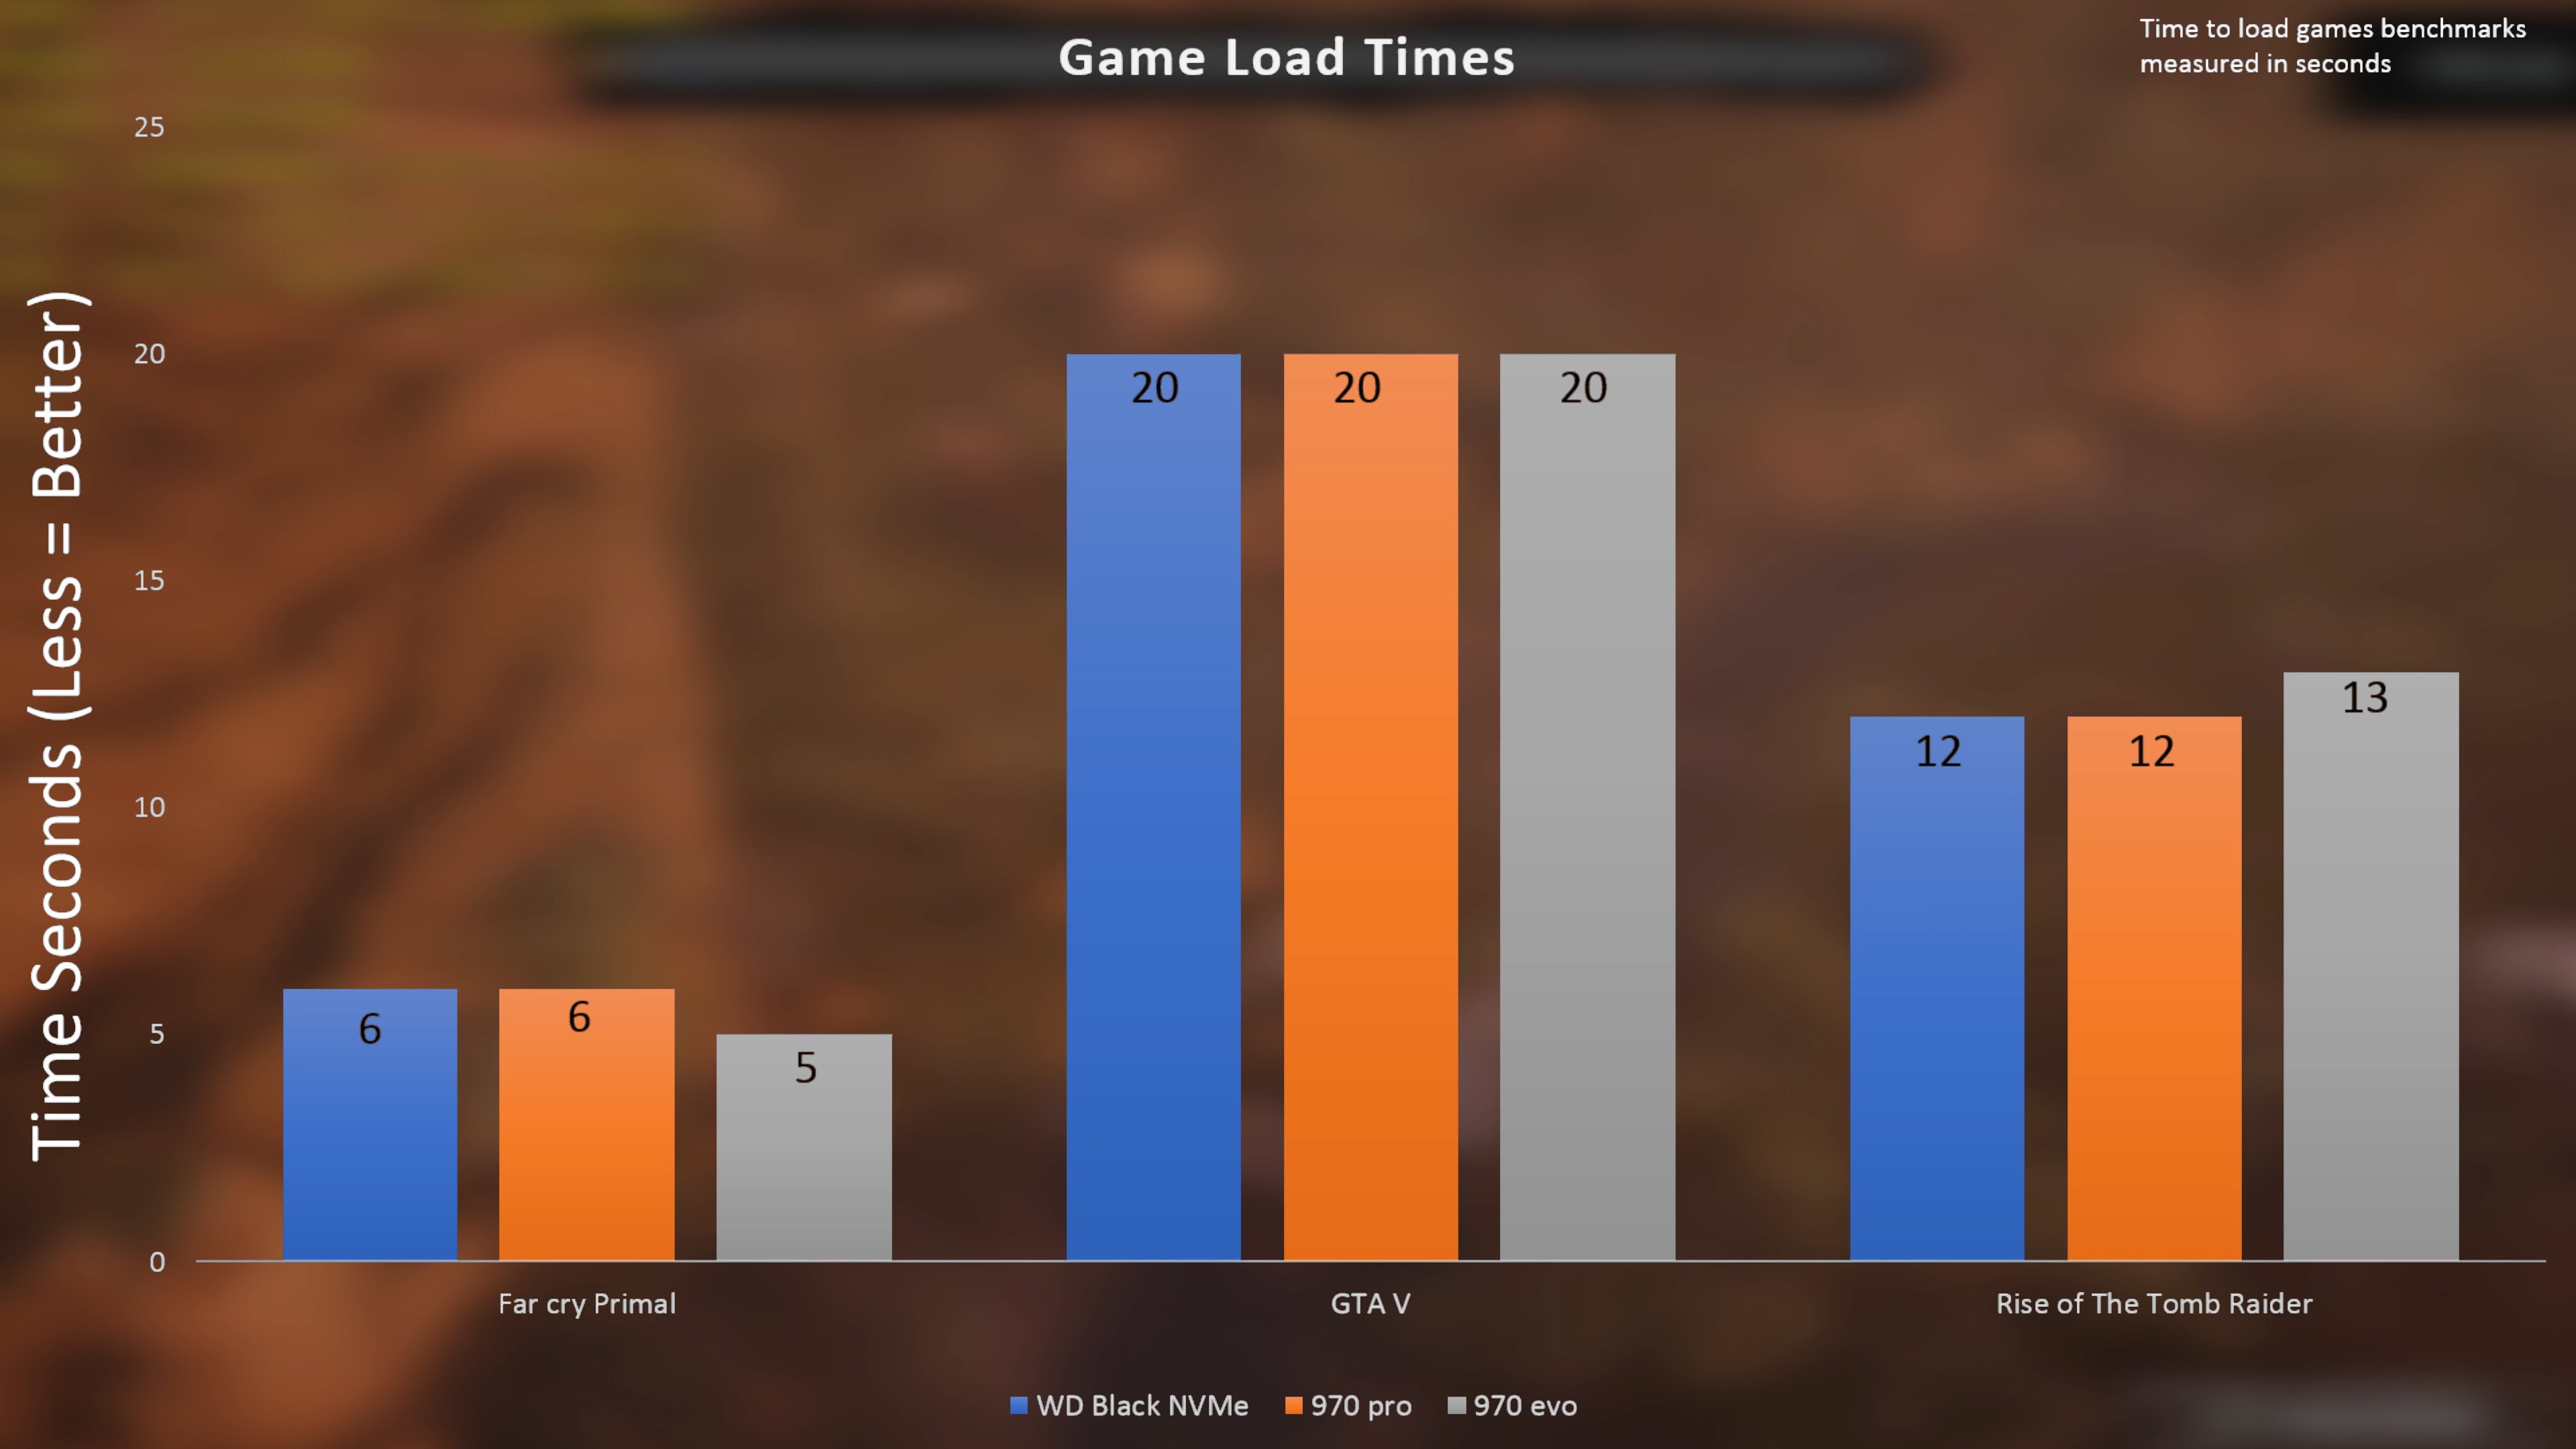 Game Load Times
Time to load games benchmarks
measured in seconds
Time Seconds (Less = Better)
25
20
15
10
5
0
6
6
5
20
20
20
12
12
13
Far cry Primal
GTA V
Rise of The Tomb Raider
WD Black NVMe
970 pro
970 evo